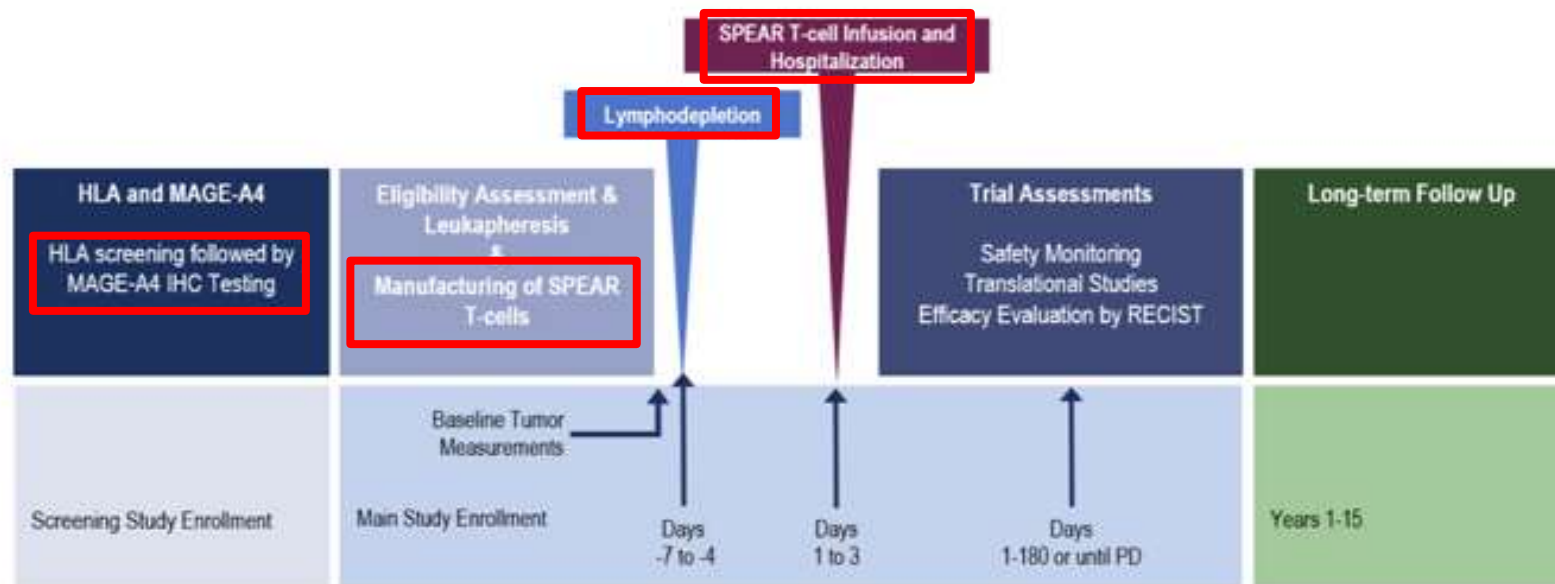 SPEAR T-cell Infusion and
Hospitalization
Lymphodepletion
HLA and MAGE-A4
HLA screening followed by
MAGE-A4 IHC Testing
Eligibility Assessment &
Leukapheresis
&
Manufacturing of SPEAR
T-cells
Trial Assessments
Safety Monitoring
Translational Studies
Efficacy Evaluation by RECIST
Long-term Follow Up
Baseline Tumor
Measurements
Screening Study Enrollment
Main Study Enrollment
Days
-7 to -4
Days
1 to 3
Days
1-180 or until PD
Years 1-15